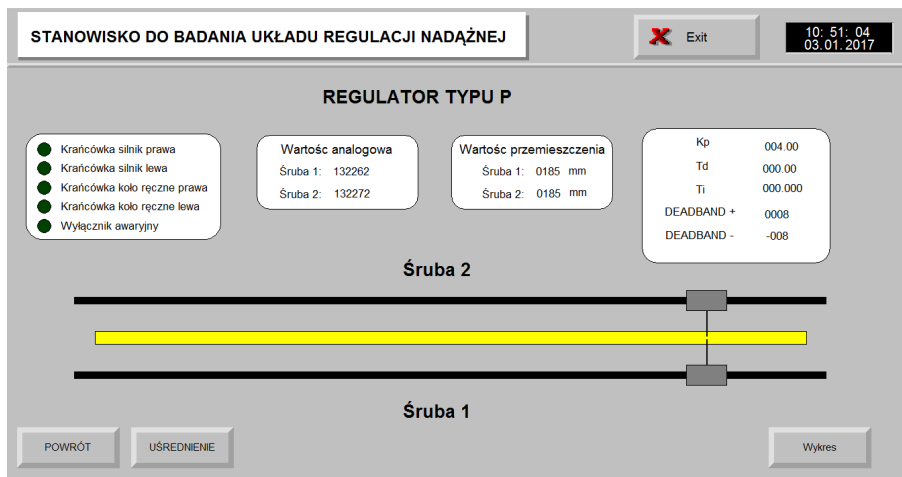 STANOWISKO DO BADANIA UKŁADU REGULACJI NADĄŻNEJ
Exit
10: 51: 04
03.01.2017
REGULATOR TYPU P
Krańcówka silnik prawa
Krańcówka silnik lewa
Krańcówka koło ręczne prawa
Krańcówka koło ręczne lewa
Wyłącznik awaryjny
Wartośc analogowa
Śruba 1: 132262
Śruba 2: 132272
Wartośc przemieszczenia
Śruba 1: 0185 mm
Śruba 2: 0185 mm
Kp 004.00
Td 000.00
Ti 000.000
DEADBAND + 0008
DEADBAND - -008
Śruba 2
Śruba 1
POWRÓT
UŚREDNIENIE
Wykres